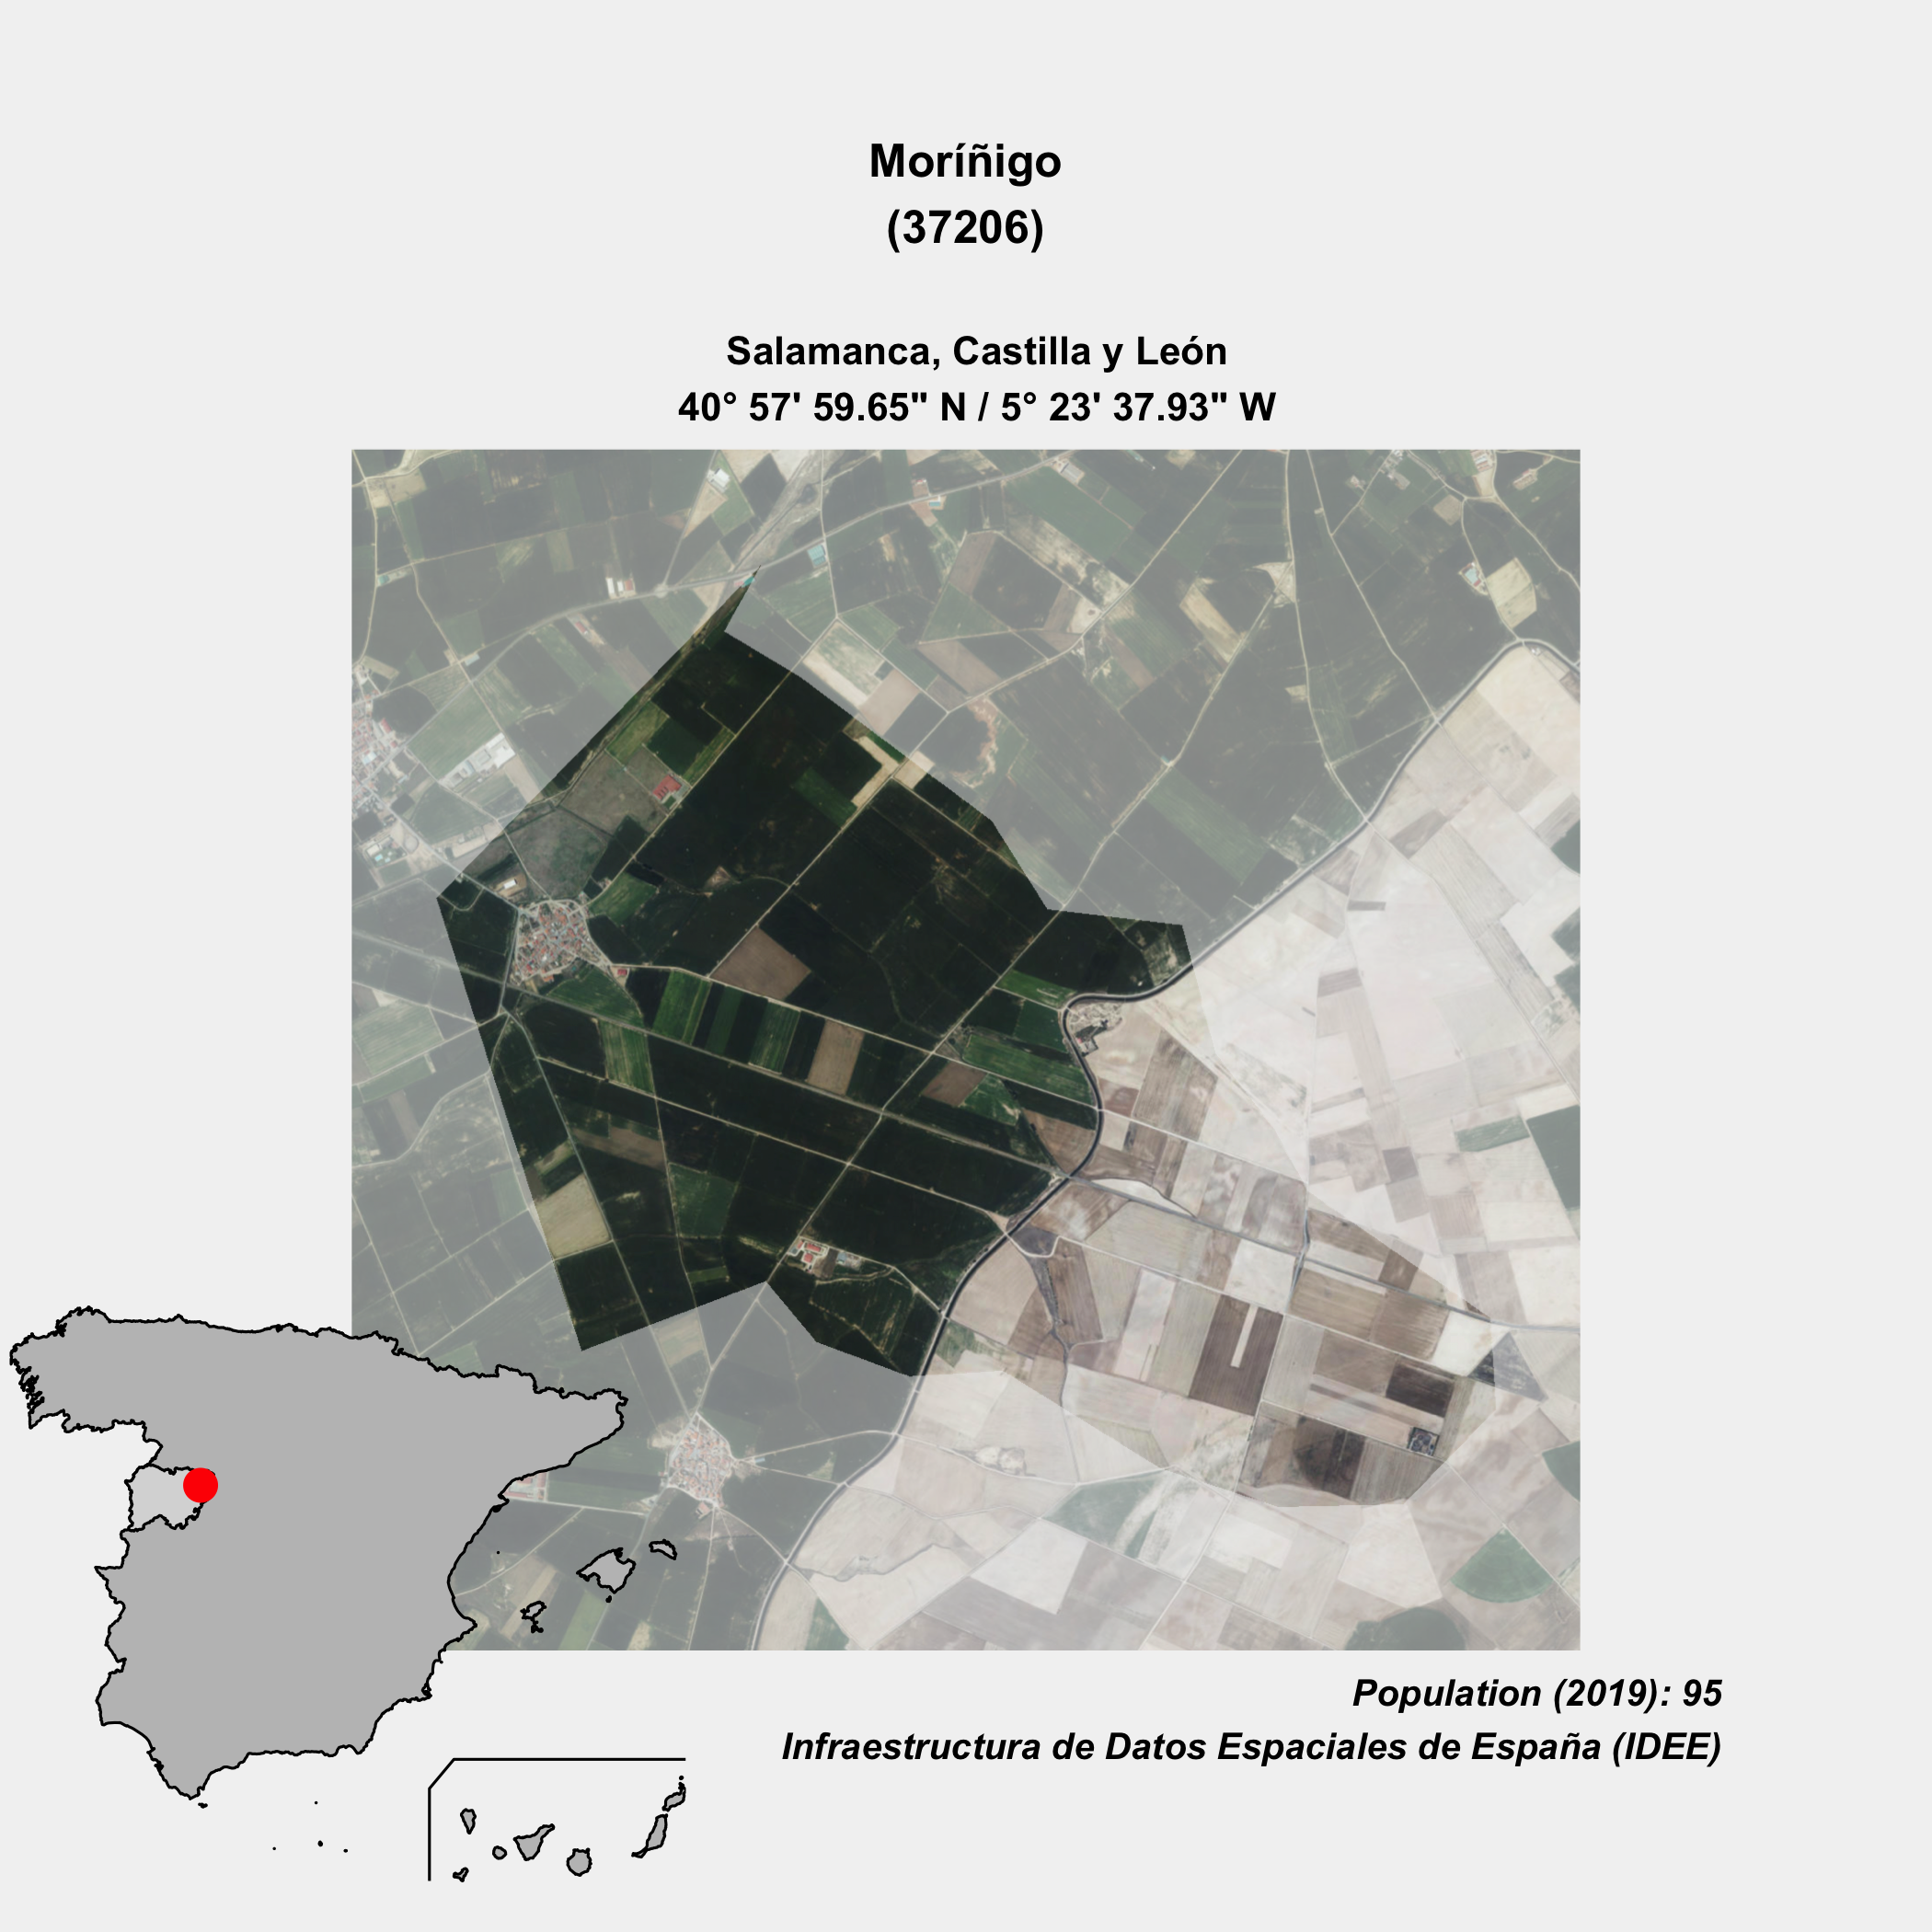 Moríñigo
(37206)
Salamanca, Castilla y León
40° 57' 59.65" N / 5° 23' 37.93" W
Population (2019): 95
Infraestructura de Datos Espaciales de España (IDEE)